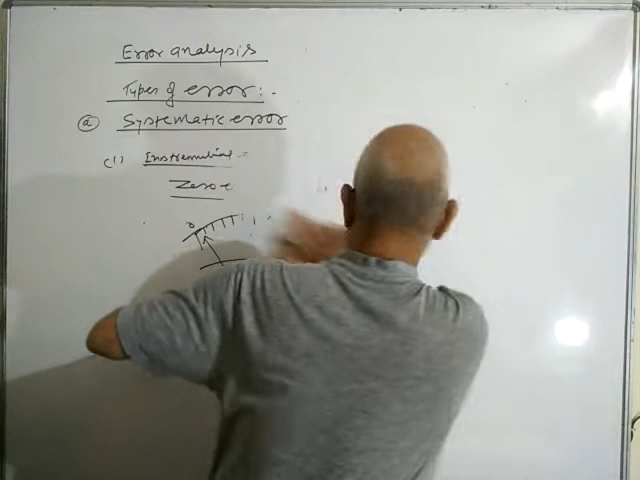 Error analysis
Types of error:-
(a) Systematic error
(1) Instrumental -
Zero e
0